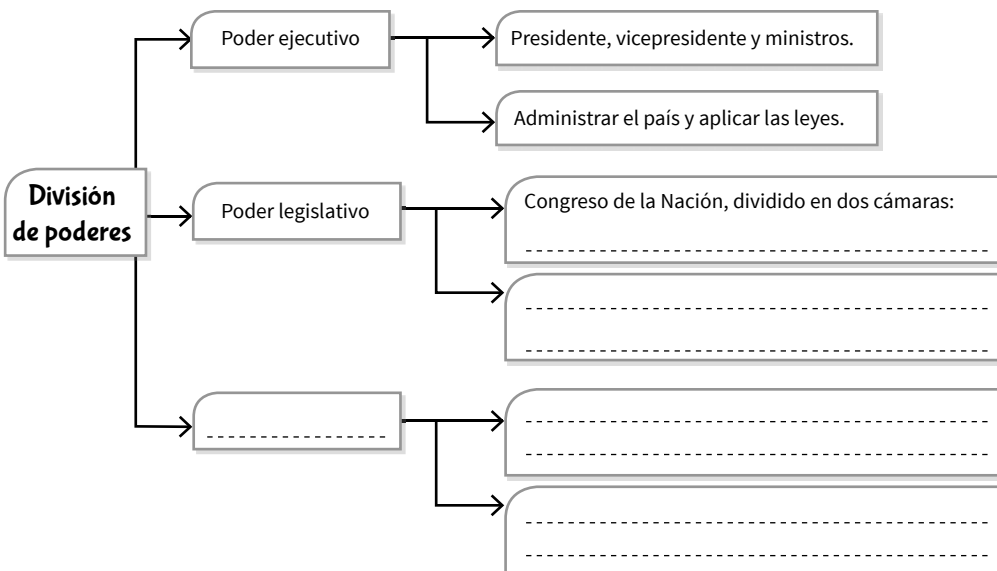 Poder ejecutivo
Presidente, vicepresidente y ministros.
Administrar el país y aplicar las leyes.
División
de poderes
Poder legislativo
Congreso de la Nación, dividido en dos cámaras: